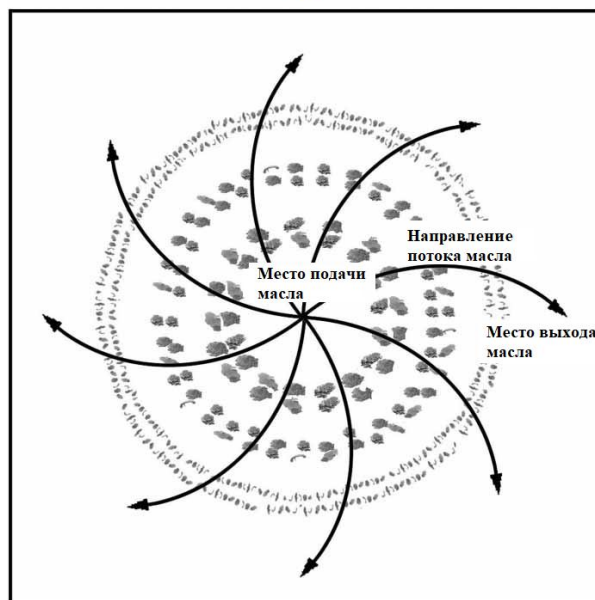 Направление
потока масла
Место подачи
масла
Место выхода
масла